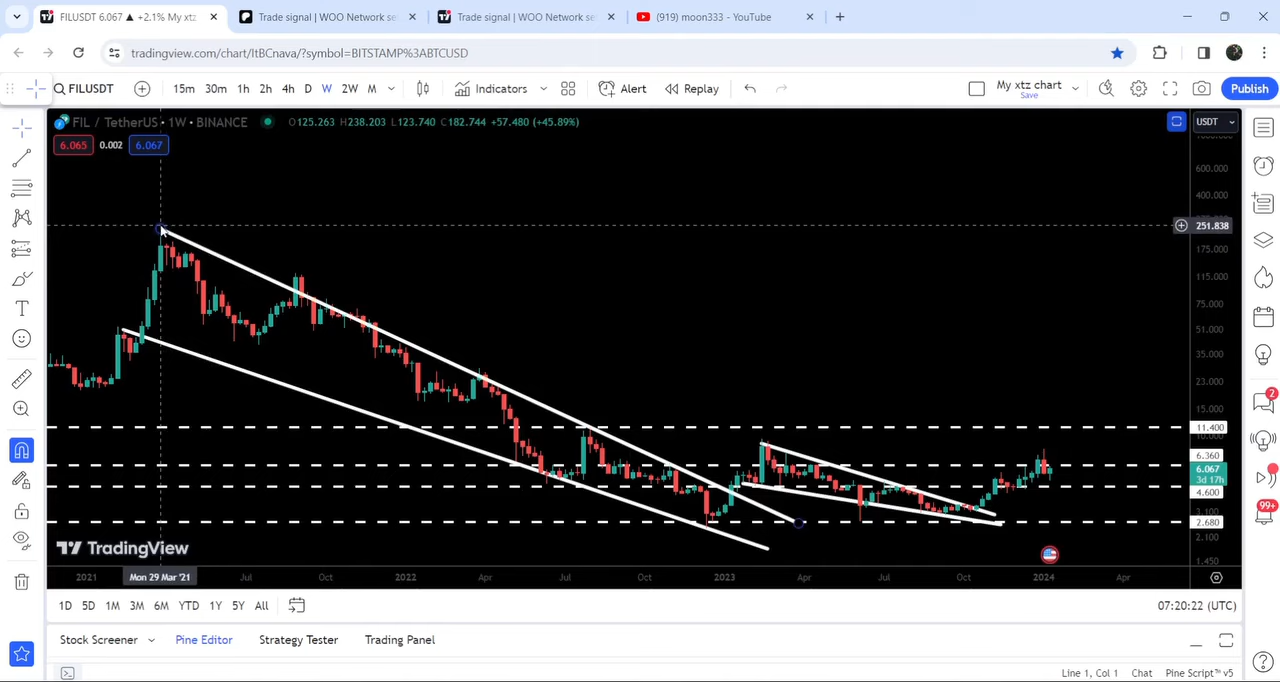 FILUSDT 6.067 ▲ +2.1% My xtz
Trade signal | WOO Network se
Trade signal | WOO Network se
(919) moon333 - YouTube
tradingview.com/chart/ItBCnava/?symbol=BITSTAMP%3ABTCUSD
FILUSDT 15m 30m 1h 2h 4h D W 2W M Indicators Alert Replay My xtz chart Save Publish
FIL / TetherUS · 1W · BINANCE O125.263 H238.203 L123.740 C182.744 +57.480 (+45.89%) USDT
6.065 0.002 6.067
600.000
400.000
251.838
175.000
115.000
75.000
51.000
35.000
23.000
15.000
11.400
6.360
6.067
3d 17h
4.600
3.100
2.680
2.100
1.450
2
99+
TradingView
2021 Mon 29 Mar '21 Jul Oct 2022 Apr Jul Oct 2023 Apr Jul Oct 2024 Apr
1D 5D 1M 3M 6M YTD 1Y 5Y All 07:20:22 (UTC)
Stock Screener Pine Editor Strategy Tester Trading Panel
Line 1, Col 1 Chat Pine Script™ v5